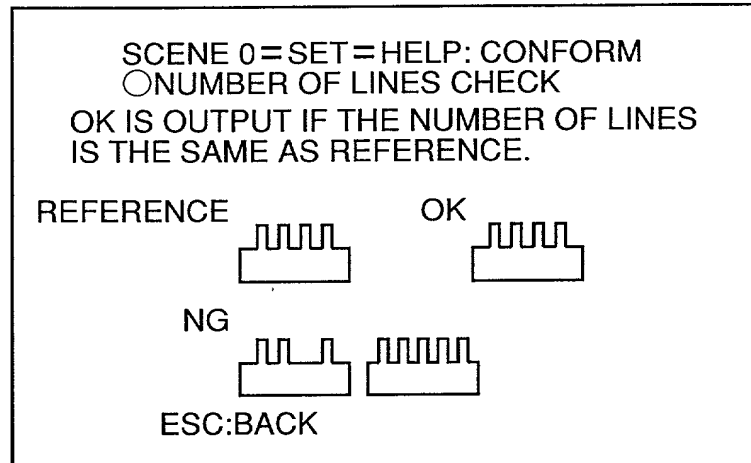 SCENE 0=SET=HELP: CONFORM
○NUMBER OF LINES CHECK
OK IS OUTPUT IF THE NUMBER OF LINES
IS THE SAME AS REFERENCE.
REFERENCE OK
NG
ESC:BACK